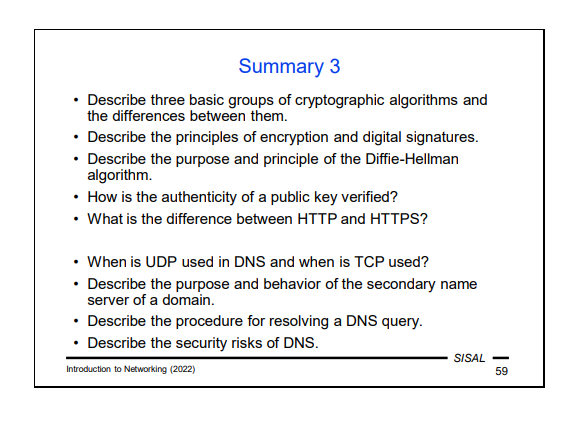 Summary 3
• Describe three basic groups of cryptographic algorithms and
the differences between them.
• Describe the principles of encryption and digital signatures.
• Describe the purpose and principle of the Diffie-Hellman
algorithm.
• How is the authenticity of a public key verified?
• What is the difference between HTTP and HTTPS?
• When is UDP used in DNS and when is TCP used?
• Describe the purpose and behavior of the secondary name
server of a domain.
• Describe the procedure for resolving a DNS query.
• Describe the security risks of DNS.
SISAL
Introduction to Networking (2022)
59